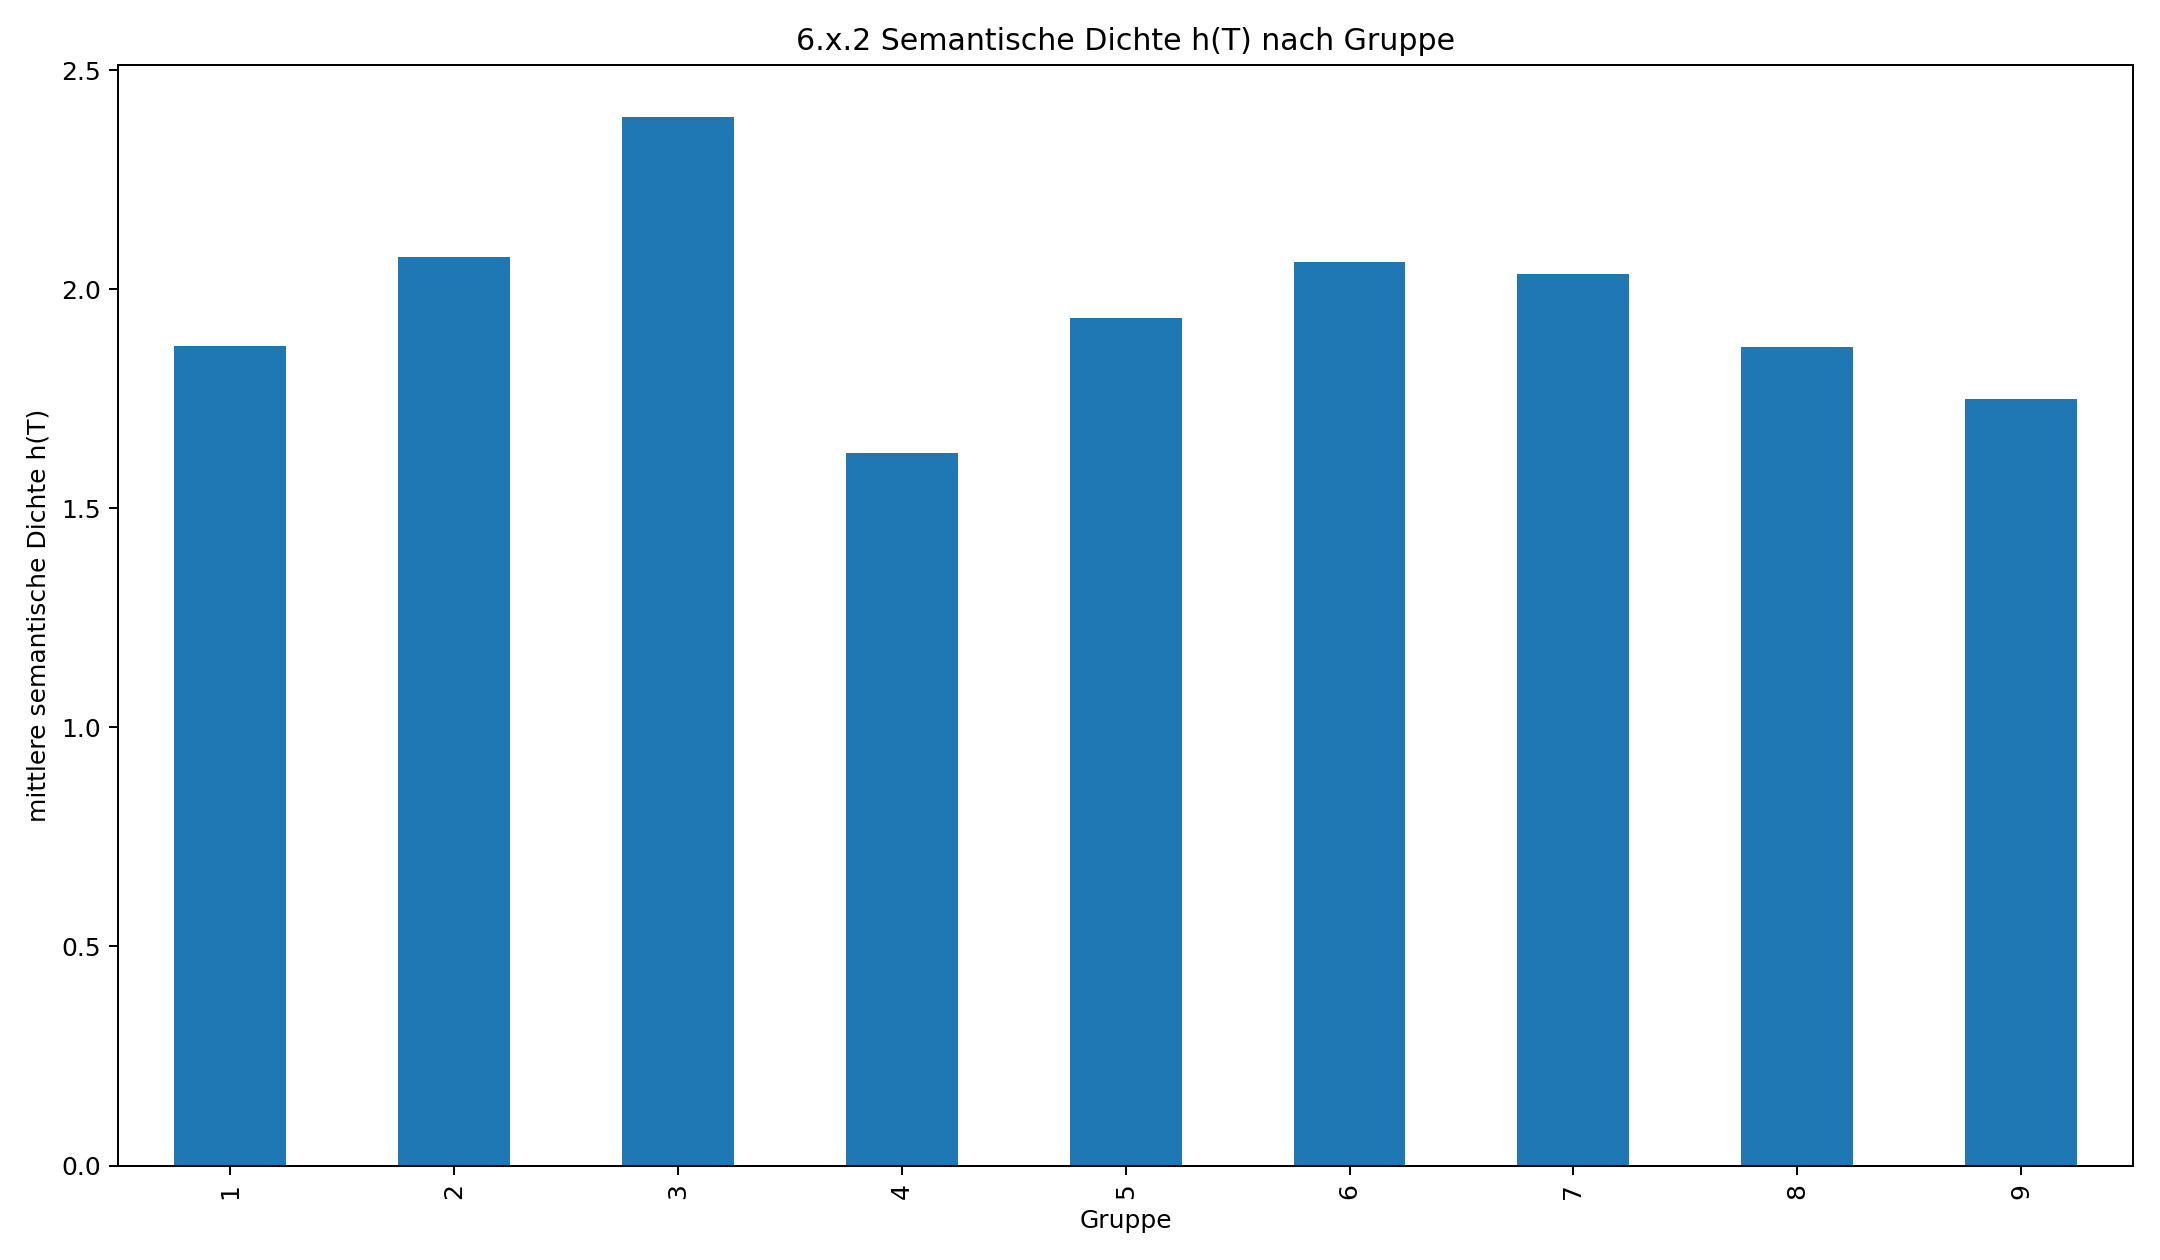 6.x.2 Semantische Dichte h(T) nach Gruppe
mittlere semantische Dichte h(T)
2.5
2.0
1.5
1.0
0.5
0.0
1 2 3 4 5 6 7 8 9
Gruppe